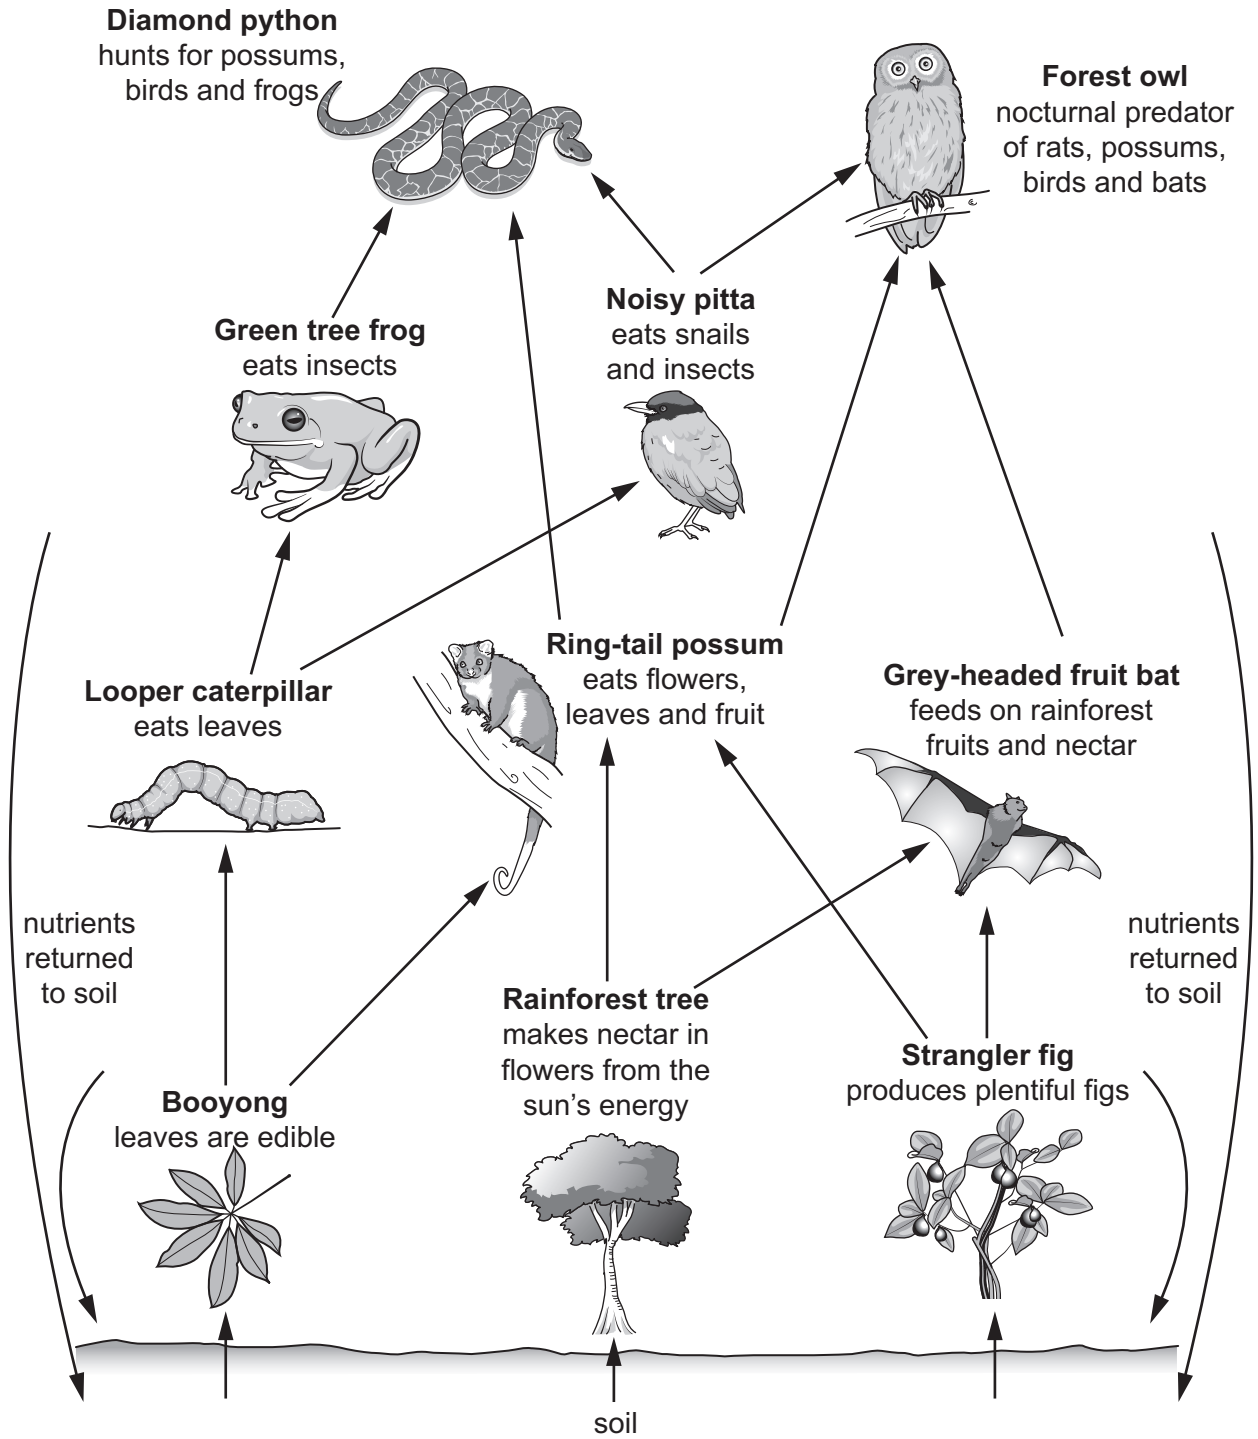 Diamond python
hunts for possums,
birds and frogs
Forest owl
nocturnal predator
of rats, possums,
birds and bats
Noisy pitta
eats snails
and insects
Green tree frog
eats insects
Ring-tail possum
eats flowers,
leaves and fruit
Grey-headed fruit bat
feeds on rainforest
fruits and nectar
Looper caterpillar
eats leaves
nutrients
returned
to soil
nutrients
returned
to soil
Rainforest tree
makes nectar in
flowers from the
sun’s energy
Strangler fig
produces plentiful figs
Booyong
leaves are edible
soil